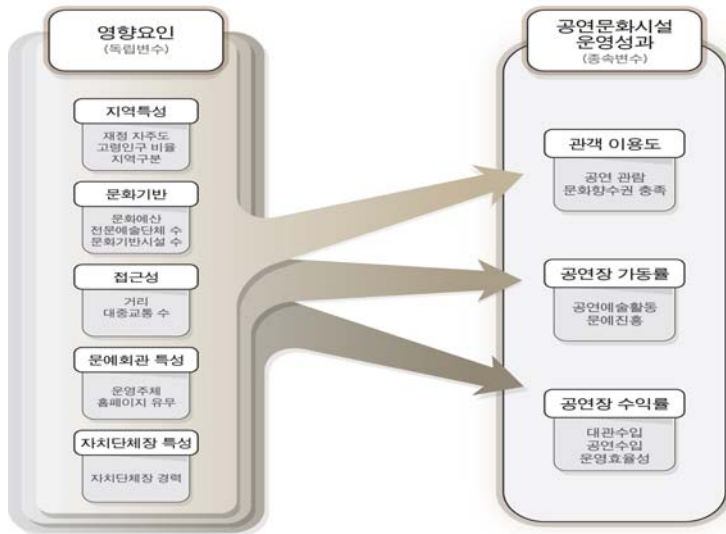 영향요인
(독립변수)
지역특성
재정 자주도
고령인구 비율
지역구분
문화기반
문화예산
전문예술단체 수
문화기반시설 수
접근성
거리
대중교통 수
문예회관 특성
운영주체
홈페이지 유무
자치단체장 특성
자치단체장 경력
공연문화시설
운영성과
(종속변수)
관객 이용도
공연 관람
문화향수권 충족
공연장 가동률
공연예술활동
문예진흥
공연장 수익률
대관수입
공연수입
운영효율성